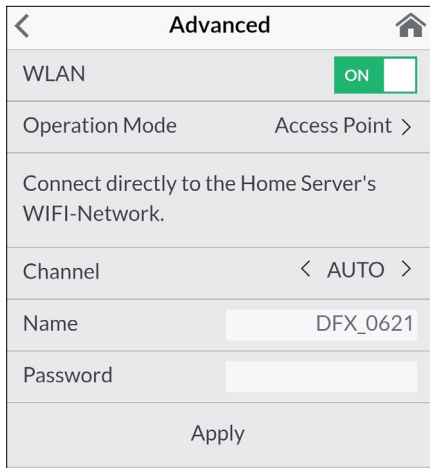 Advanced
WLAN ON
Operation Mode Access Point >
Connect directly to the Home Server's
WIFI-Network.
Channel < AUTO >
Name DFX_0621
Password
Apply